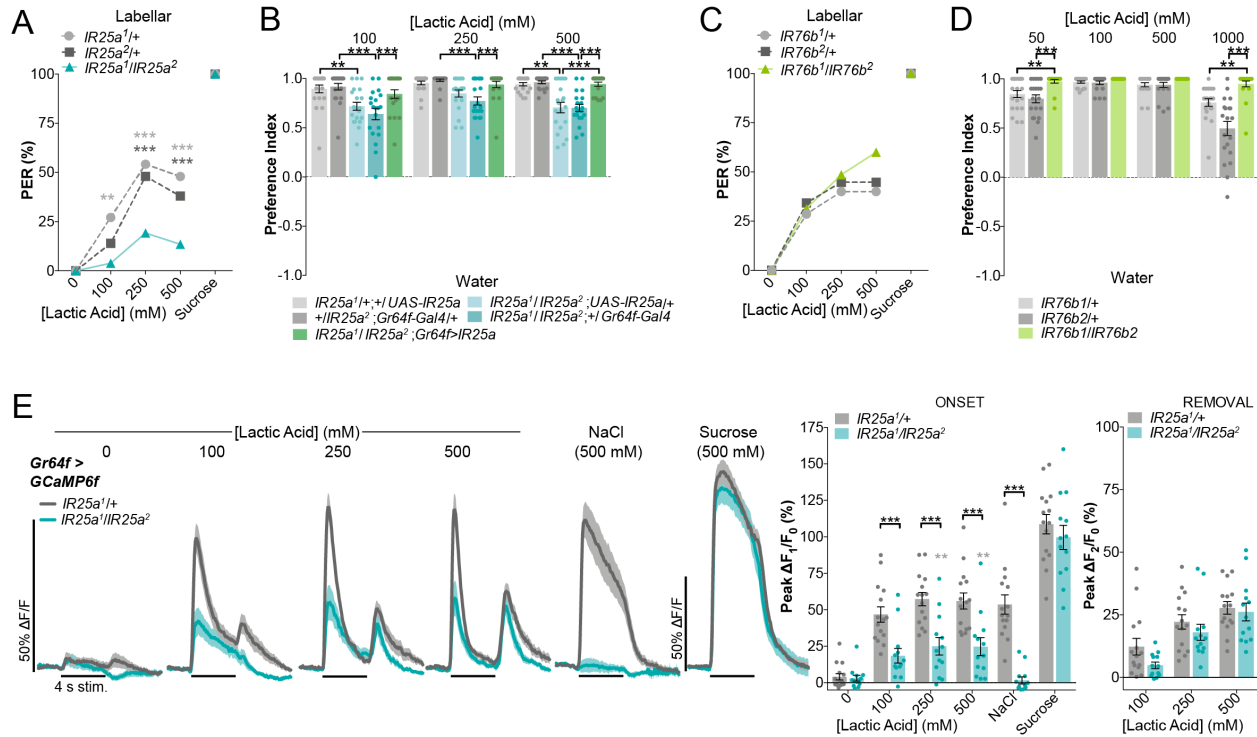 A
Labellar
IR25a¹/+
IR25a²/+
IR25a¹/IR25a²
PER (%)
100
75
50
25
0
***
***
**
***
***
0
100
250
500
Sucrose
[Lactic Acid] (mM)
B
[Lactic Acid] (mM)
100
250
500
*** ***
**
*** ***
*** ***
** ***
Preference Index
1.0
0.5
0.0
-0.5
-1.0
Water
IR25a¹/+;+/UAS-IR25a
+/IR25a²;Gr64f-Gal4/+
IR25a¹/IR25a²;UAS-IR25a/+
IR25a¹/IR25a²;+/Gr64f-Gal4
IR25a¹/IR25a²;Gr64f>IR25a
C
Labellar
IR76b¹/+
IR76b²/+
IR76b¹/IR76b²
PER (%)
100
75
50
25
0
0
100
250
500
Sucrose
[Lactic Acid] (mM)
D
[Lactic Acid] (mM)
50
100
500
1000
***
**
***
**
Preference Index
1.0
0.5
0.0
-0.5
-1.0
Water
IR76b1/+
IR76b2/+
IR76b1/IR76b2
E
[Lactic Acid] (mM)
0
100
250
500
NaCl
(500 mM)
Sucrose
(500 mM)
Gr64f >
GCaMP6f
IR25a¹/+
IR25a¹/IR25a²
50% ΔF/F
4 s stim.
50% ΔF/F
ONSET
IR25a¹/+
IR25a¹/IR25a²
Peak ΔF₁/F₀ (%)
175
150
125
100
75
50
25
0
***
***
**
***
**
***
0
100
250
500
NaCl
Sucrose
[Lactic Acid] (mM)
REMOVAL
IR25a¹/+
IR25a¹/IR25a²
Peak ΔF₂/F₀ (%)
100
75
50
25
0
100
250
500
[Lactic Acid] (mM)